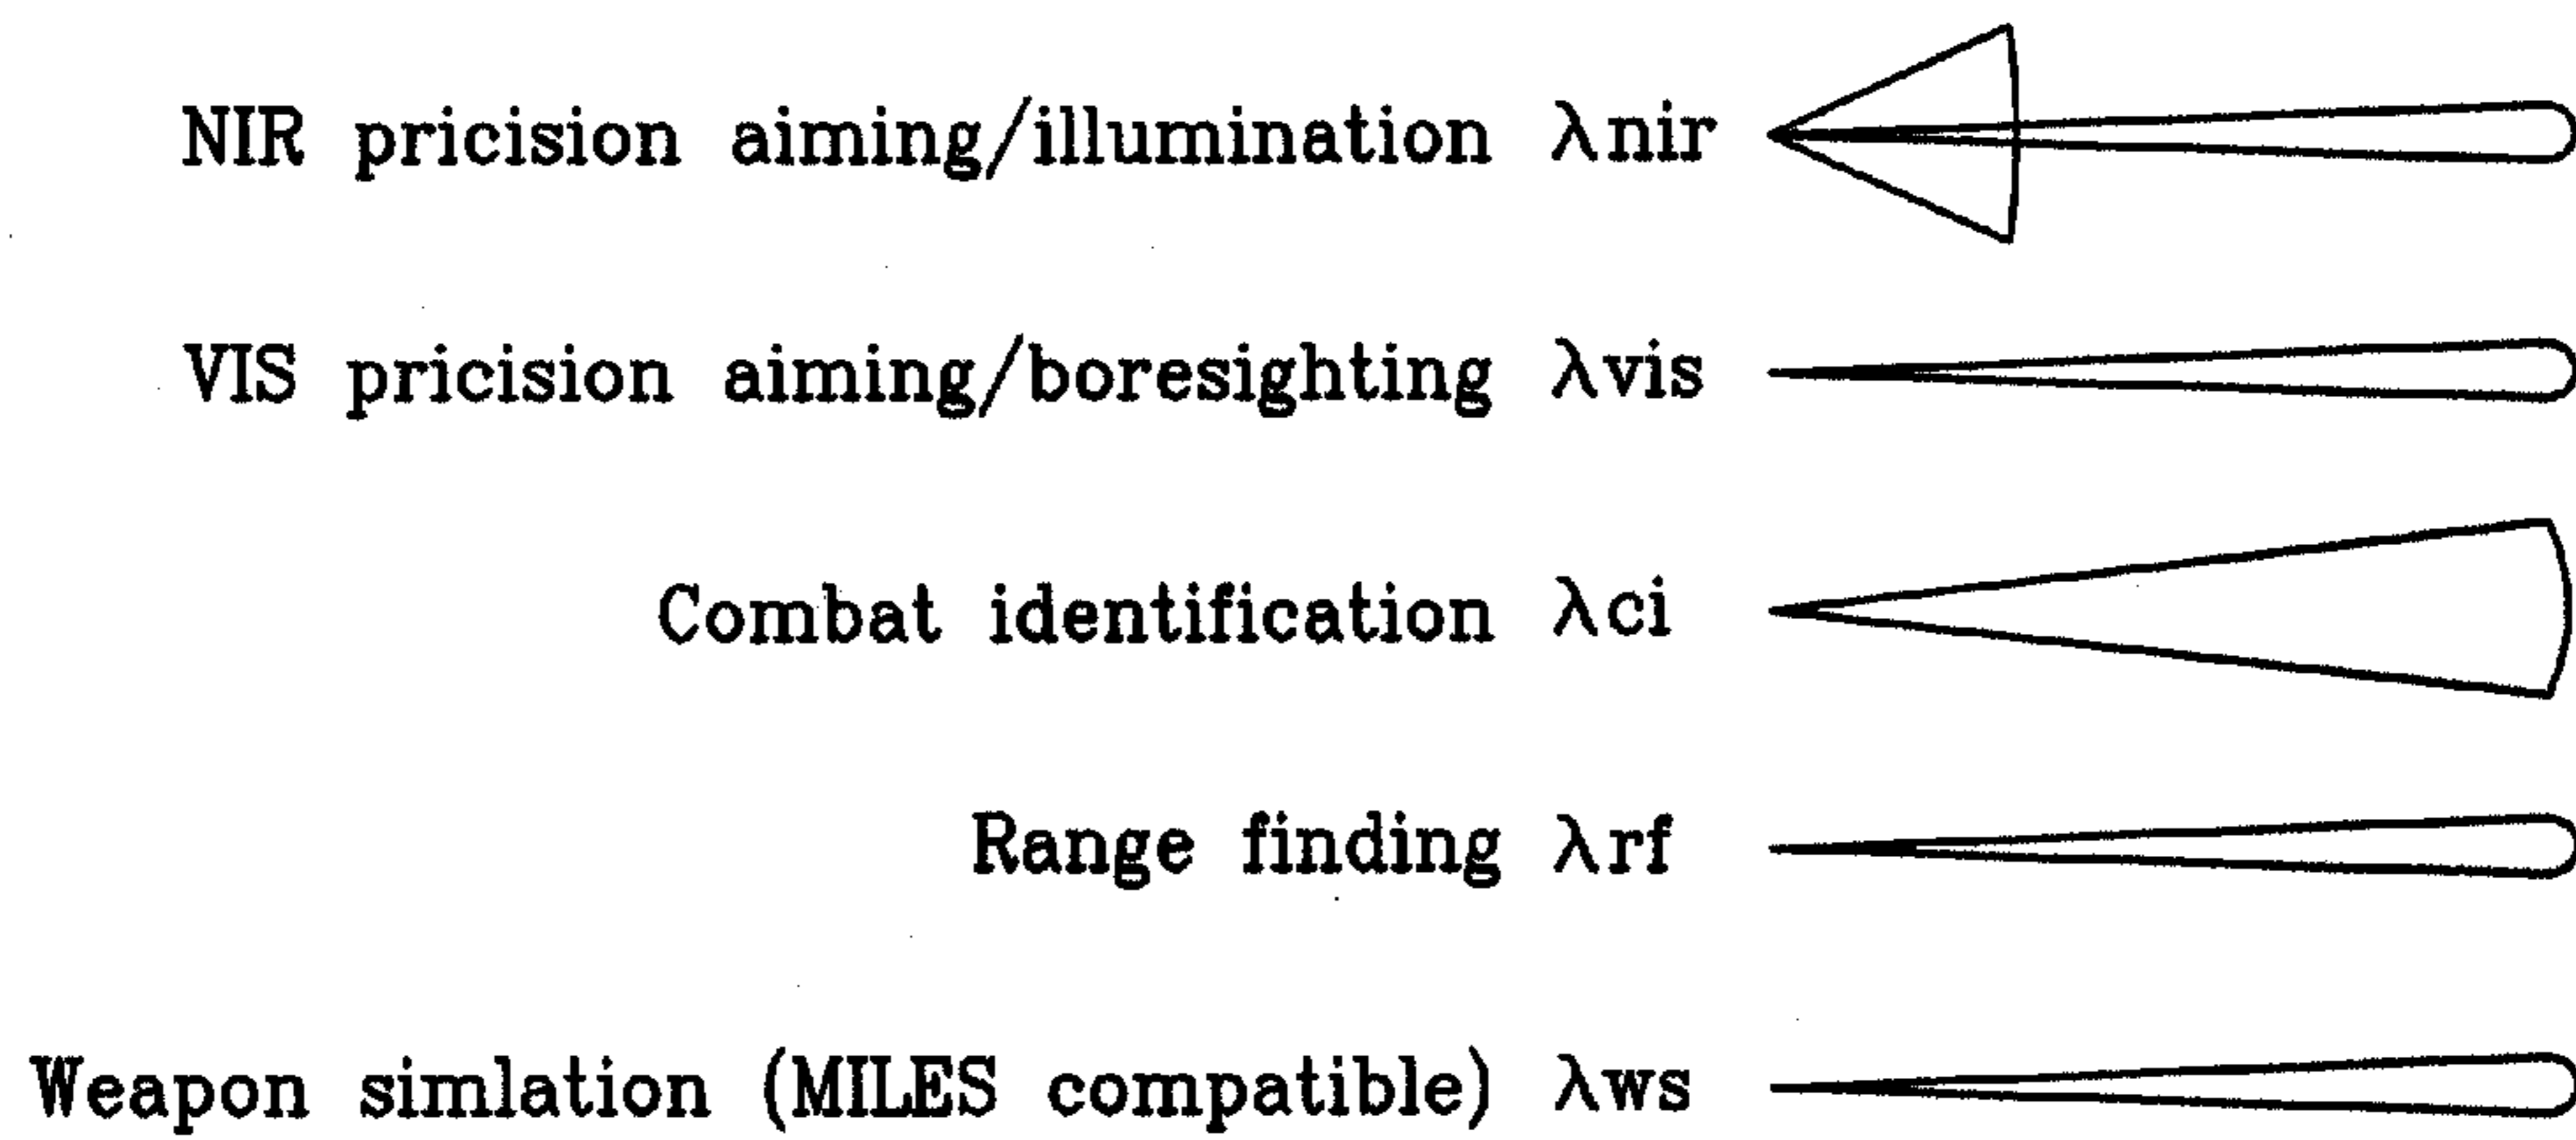 NIR pricision aiming/illumination λnir
VIS pricision aiming/boresighting λvis
Combat identification λci
Range finding λrf
Weapon simlation (MILES compatible) λws